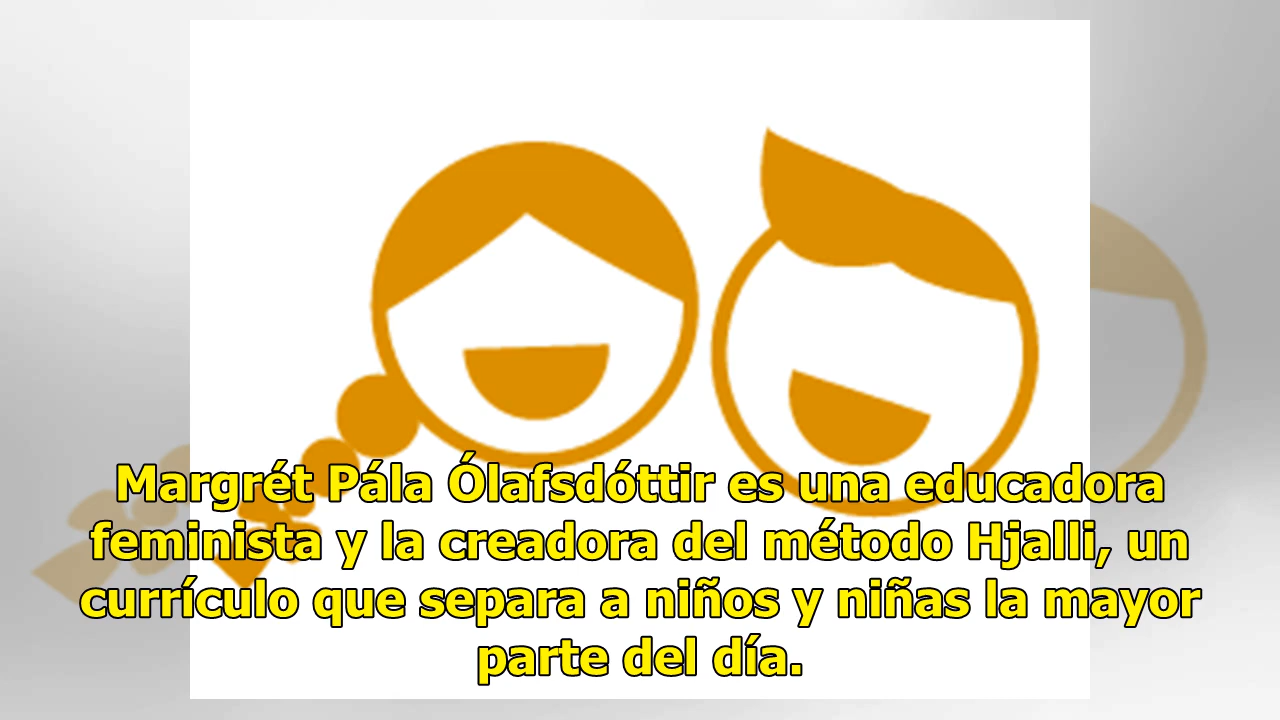 Margrét Pála Ólafsdóttir es una educadora
feminista y la creadora del método Hjalli, un
currículo que separa a niños y niñas la mayor
parte del día.